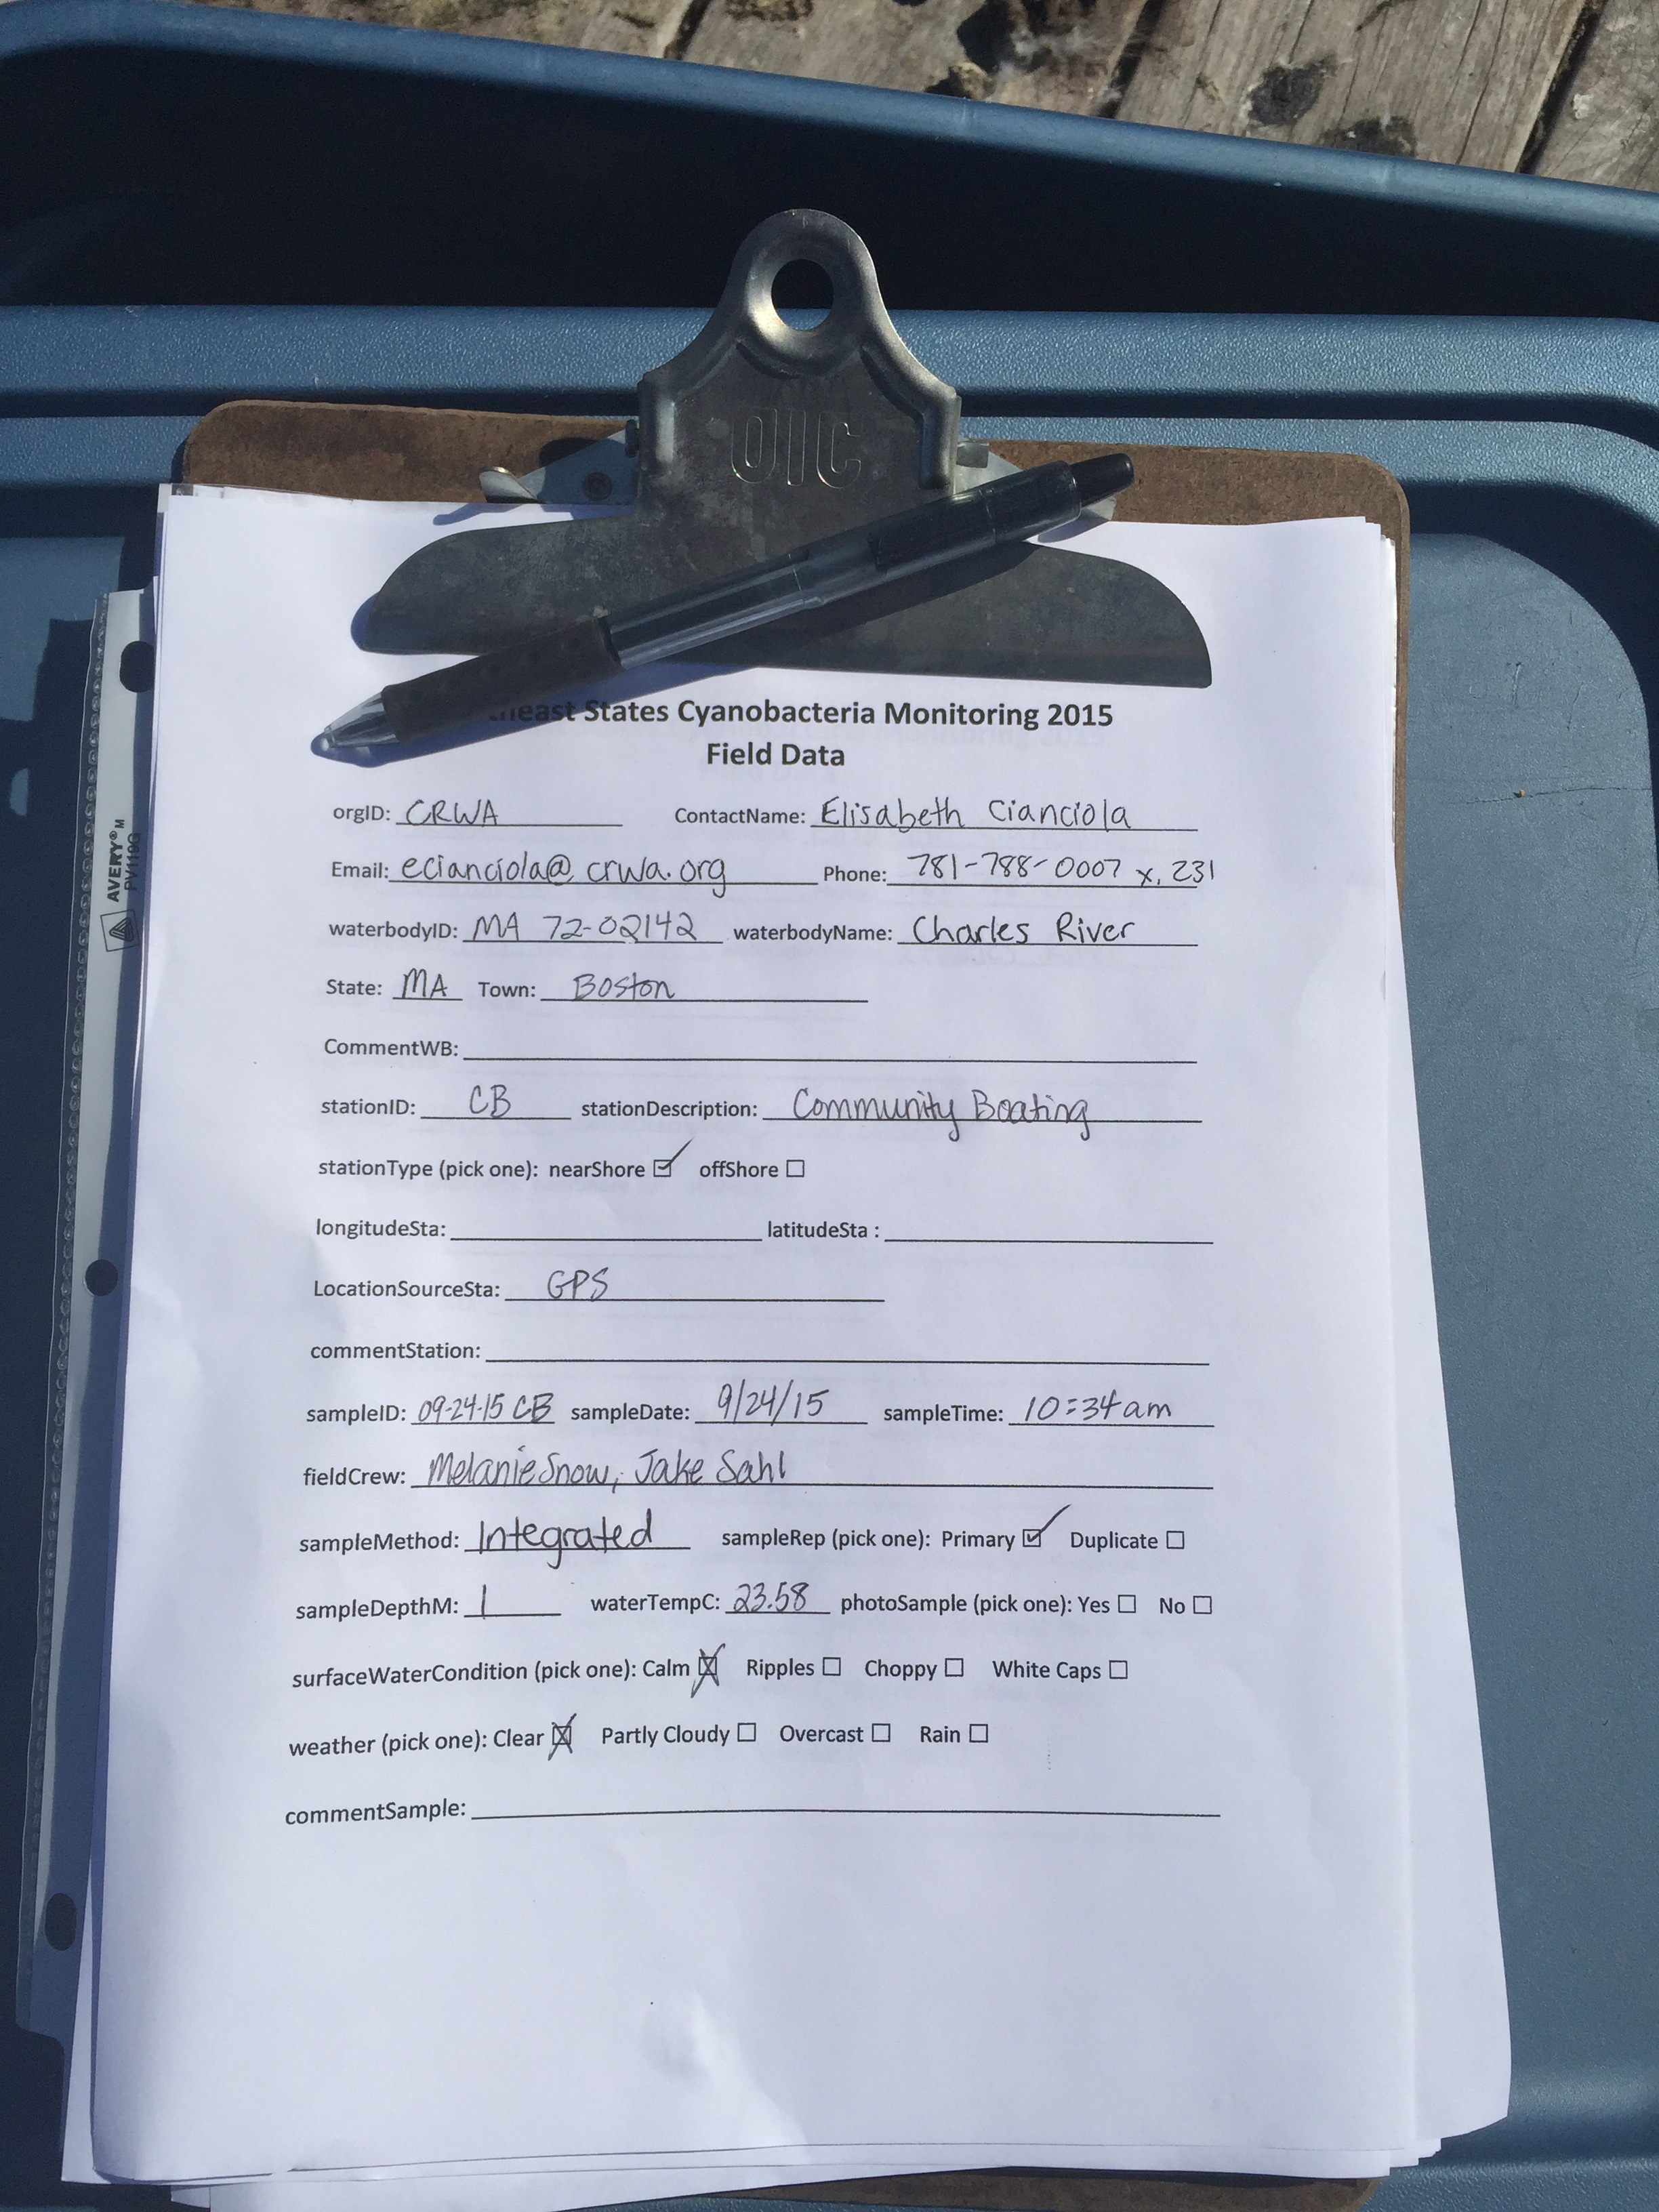 OIC
States Cyanobacteria Monitoring 2015
Field Data
orgID: CRWA ContactName: Elisabeth Cianciola
Email: ecianciola@crwa.org Phone: 781-788-0007 x. 231
waterbodyID: MA 72-02142 waterbodyName: Charles River
State: MA Town: Boston
CommentWB:
stationID: CB stationDescription: Community Boating
stationType (pick one): nearShore ☑ offShore ☐
longitudeSta: latitudeSta :
LocationSourceSta: GPS
commentStation:
sampleID: 09-24-15 CB sampleDate: 9/24/15 sampleTime: 10:34am
fieldCrew: Melanie Snow, Jake Sahl
sampleMethod: Integrated sampleRep (pick one): Primary ☑ Duplicate ☐
sampleDepthM: 1 waterTempC: 23.58 photoSample (pick one): Yes ☐ No ☐
surfaceWaterCondition (pick one): Calm ☒ Ripples ☐ Choppy ☐ White Caps ☐
weather (pick one): Clear ☒ Partly Cloudy ☐ Overcast ☐ Rain ☐
commentSample:
AVERY®™
PV119G